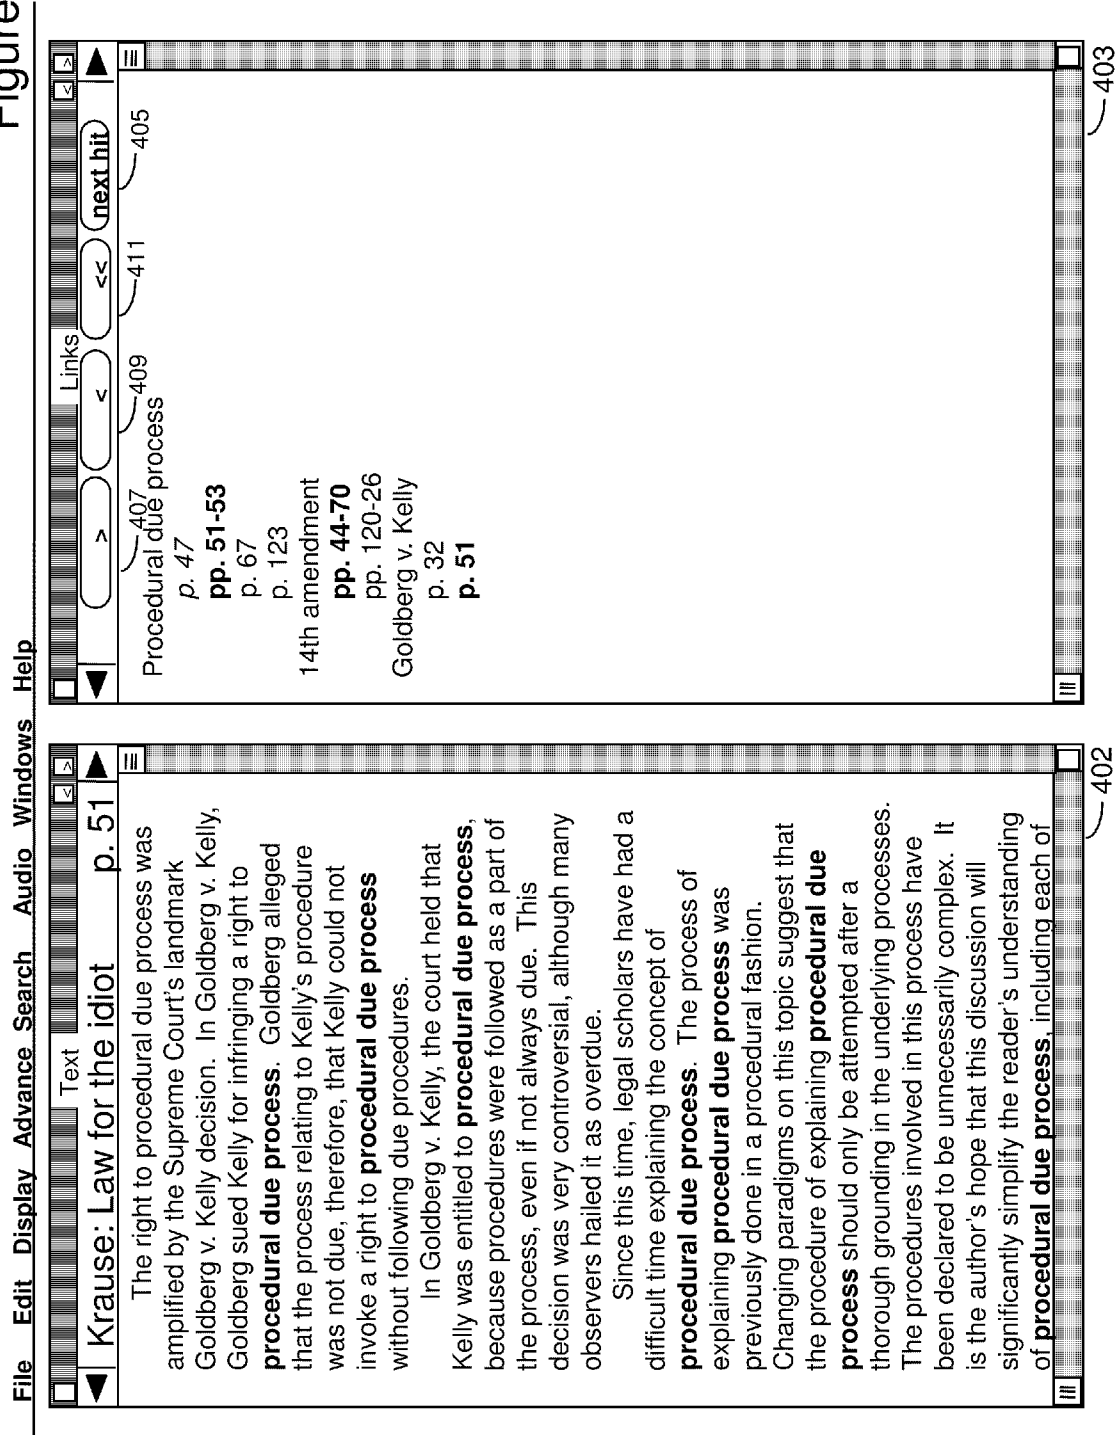 Figure
File Edit Display Advance Search Audio Windows Help
Text
Krause: Law for the idiot p. 51
The right to procedural due process was
amplified by the Supreme Court's landmark
Goldberg v. Kelly decision. In Goldberg v. Kelly,
Goldberg sued Kelly for infringing a right to
procedural due process. Goldberg alleged
that the process relating to Kelly's procedure
was not due, therefore, that Kelly could not
invoke a right to procedural due process
without following due procedures.
In Goldberg v. Kelly, the court held that
Kelly was entitled to procedural due process,
because procedures were followed as a part of
the process, even if not always due. This
decision was very controversial, although many
observers hailed it as overdue.
Since this time, legal scholars have had a
difficult time explaining the concept of
procedural due process. The process of
explaining procedural due process was
previously done in a procedural fashion.
Changing paradigms on this topic suggest that
the procedure of explaining procedural due
process should only be attempted after a
thorough grounding in the underlying processes.
The procedures involved in this process have
been declared to be unnecessarily complex. It
is the author's hope that this discussion will
significantly simplify the reader's understanding
of procedural due process, including each of
402
Links
> < << next hit
407 409 411 405
Procedural due process
p. 47
pp. 51-53
p. 67
p. 123
14th amendment
pp. 44-70
pp. 120-26
Goldberg v. Kelly
p. 32
p. 51
403